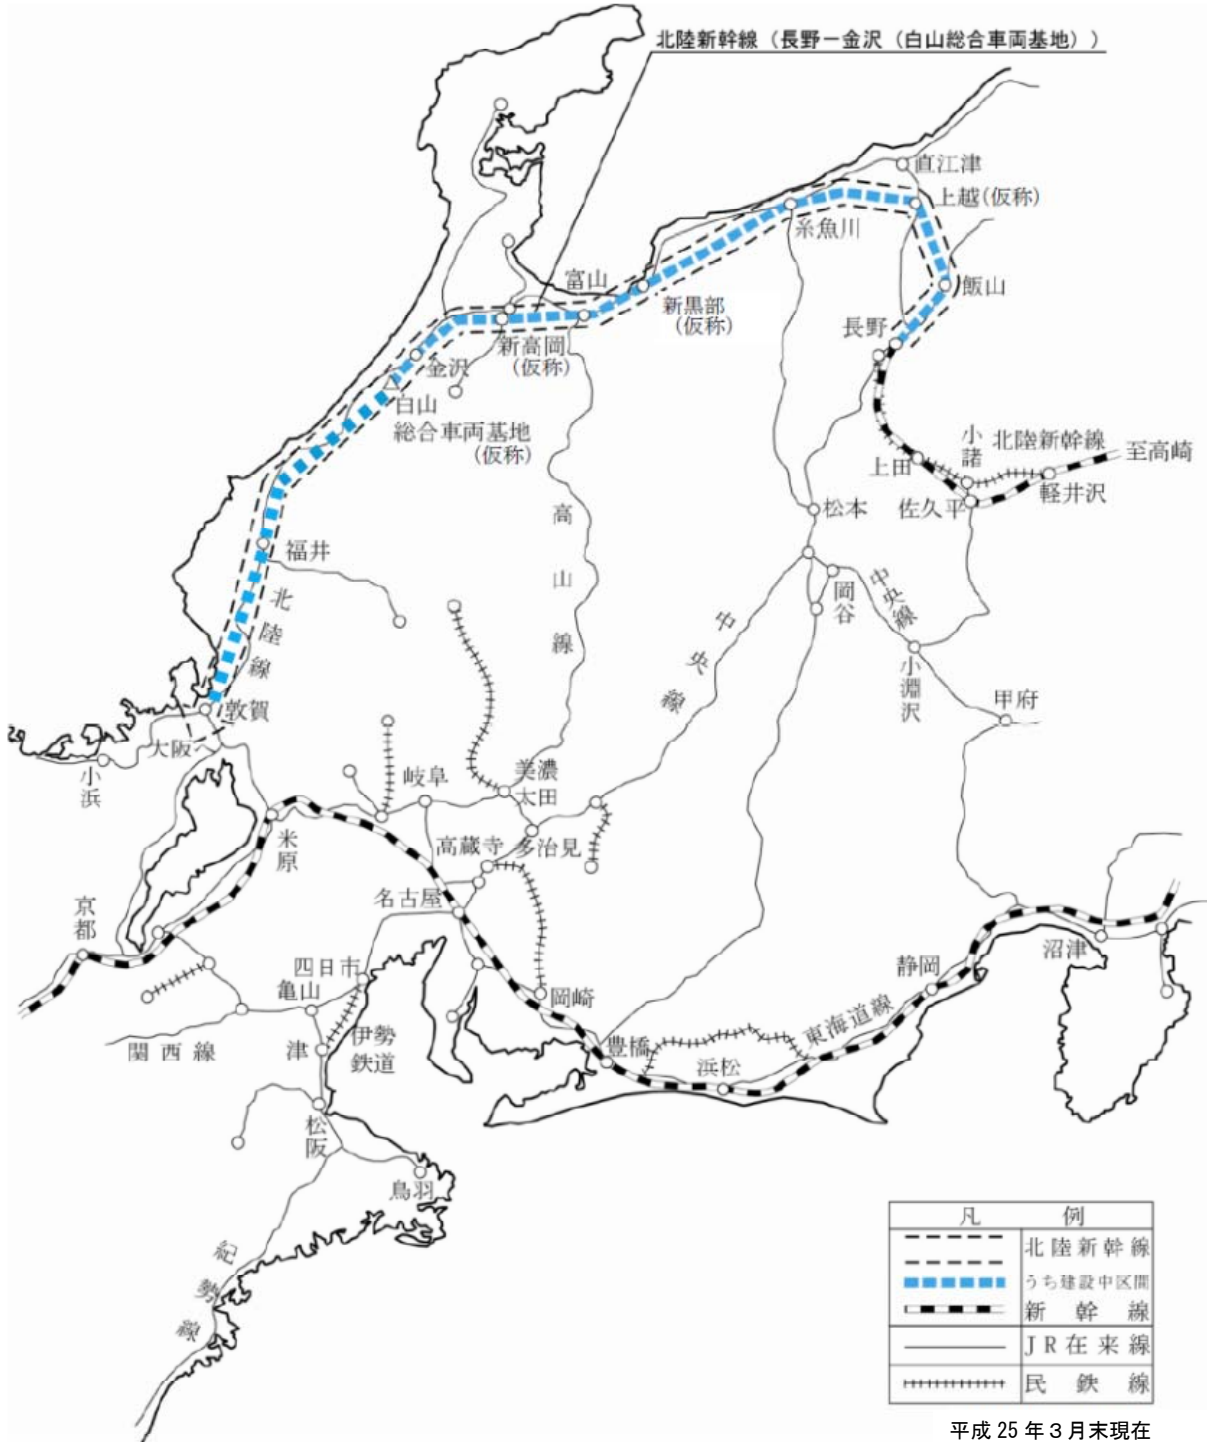 北陸新幹線（長野－金沢（白山総合車両基地））
直江津
上越(仮称)
糸魚川
飯山
富山
新黒部
(仮称)
長野
新高岡
(仮称)
金沢
白山
総合車両基地
(仮称)
小諸
北陸新幹線
至高崎
上田
軽井沢
佐久平
松本
高山線
福井
北陸線
岡谷
中央線
中央線
小淵沢
甲府
敦賀
大阪へ
小浜
美濃
太田
岐阜
米原
高蔵寺
多治見
名古屋
京都
四日市
亀山
岡崎
静岡
沼津
関西線
津
伊勢
鉄道
豊橋
浜松
東海道線
松阪
鳥羽
紀勢線
凡例
北陸新幹線
うち建設中区間
新幹線
JR在来線
民鉄線
平成25年3月末現在